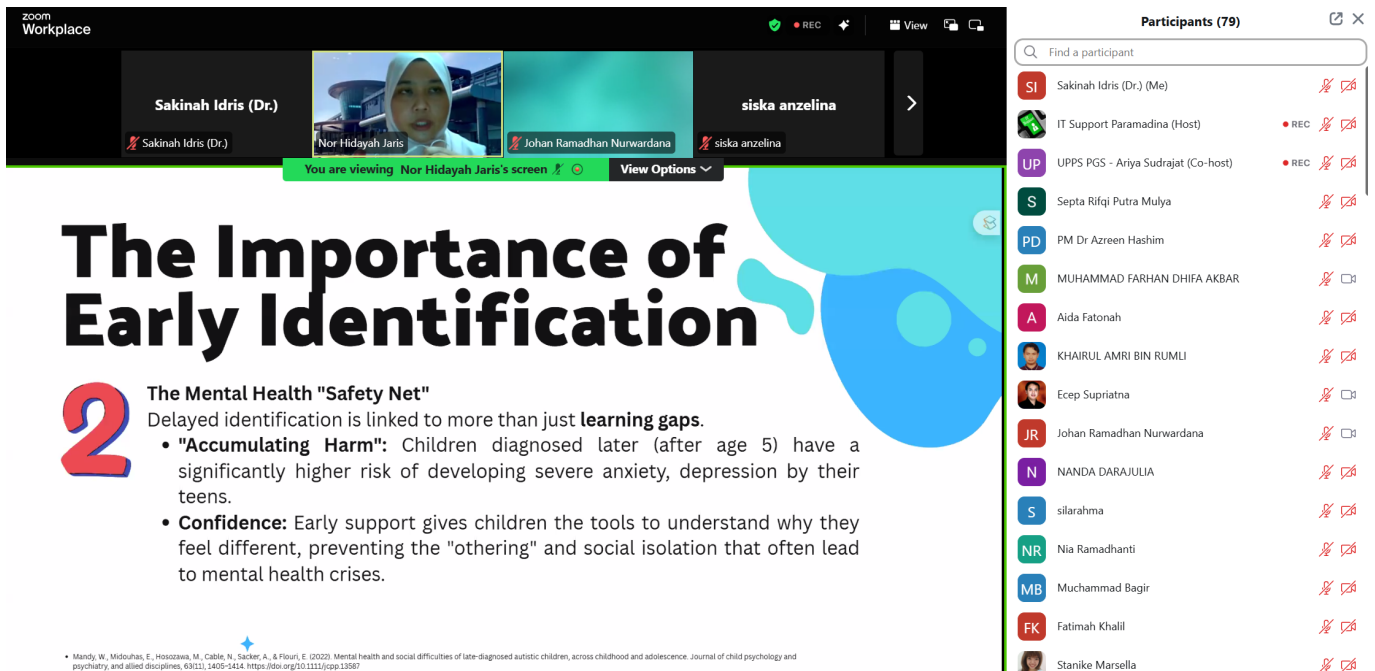 zoom
Workplace
REC
View
Sakinah Idris (Dr.)
siska anzelina
Sakinah Idris (Dr.)
Nor Hidayah Jaris
Johan Ramadhan Nurwardana
siska anzelina
You are viewing Nor Hidayah Jaris's screen
View Options
The Importance of
Early Identification
2
The Mental Health "Safety Net"
Delayed identification is linked to more than just learning gaps.
• "Accumulating Harm": Children diagnosed later (after age 5) have a
significantly higher risk of developing severe anxiety, depression by their
teens.
• Confidence: Early support gives children the tools to understand why they
feel different, preventing the "othering" and social isolation that often lead
to mental health crises.
• Mandy, W., Midouhas, E., Hosozawa, M., Cable, N., Sacker, A., & Flouri, E. (2022). Mental health and social difficulties of late-diagnosed autistic children, across childhood and adolescence. Journal of child psychology and
psychiatry, and allied disciplines, 63(11), 1405–1414. https://doi.org/10.1111/jcpp.13587
Participants (79)
Find a participant
SI Sakinah Idris (Dr.) (Me)
IT Support Paramadina (Host) REC
UP UPPS PGS - Ariya Sudrajat (Co-host) REC
S Septa Rifqi Putra Mulya
PD PM Dr Azreen Hashim
M MUHAMMAD FARHAN DHIFA AKBAR
A Aida Fatonah
KHAIRUL AMRI BIN RUMLI
Ecep Supriatna
JR Johan Ramadhan Nurwardana
N NANDA DARAJULIA
S silarahma
NR Nia Ramadhanti
MB Muchammad Bagir
FK Fatimah Khalil
Stanike Marsella